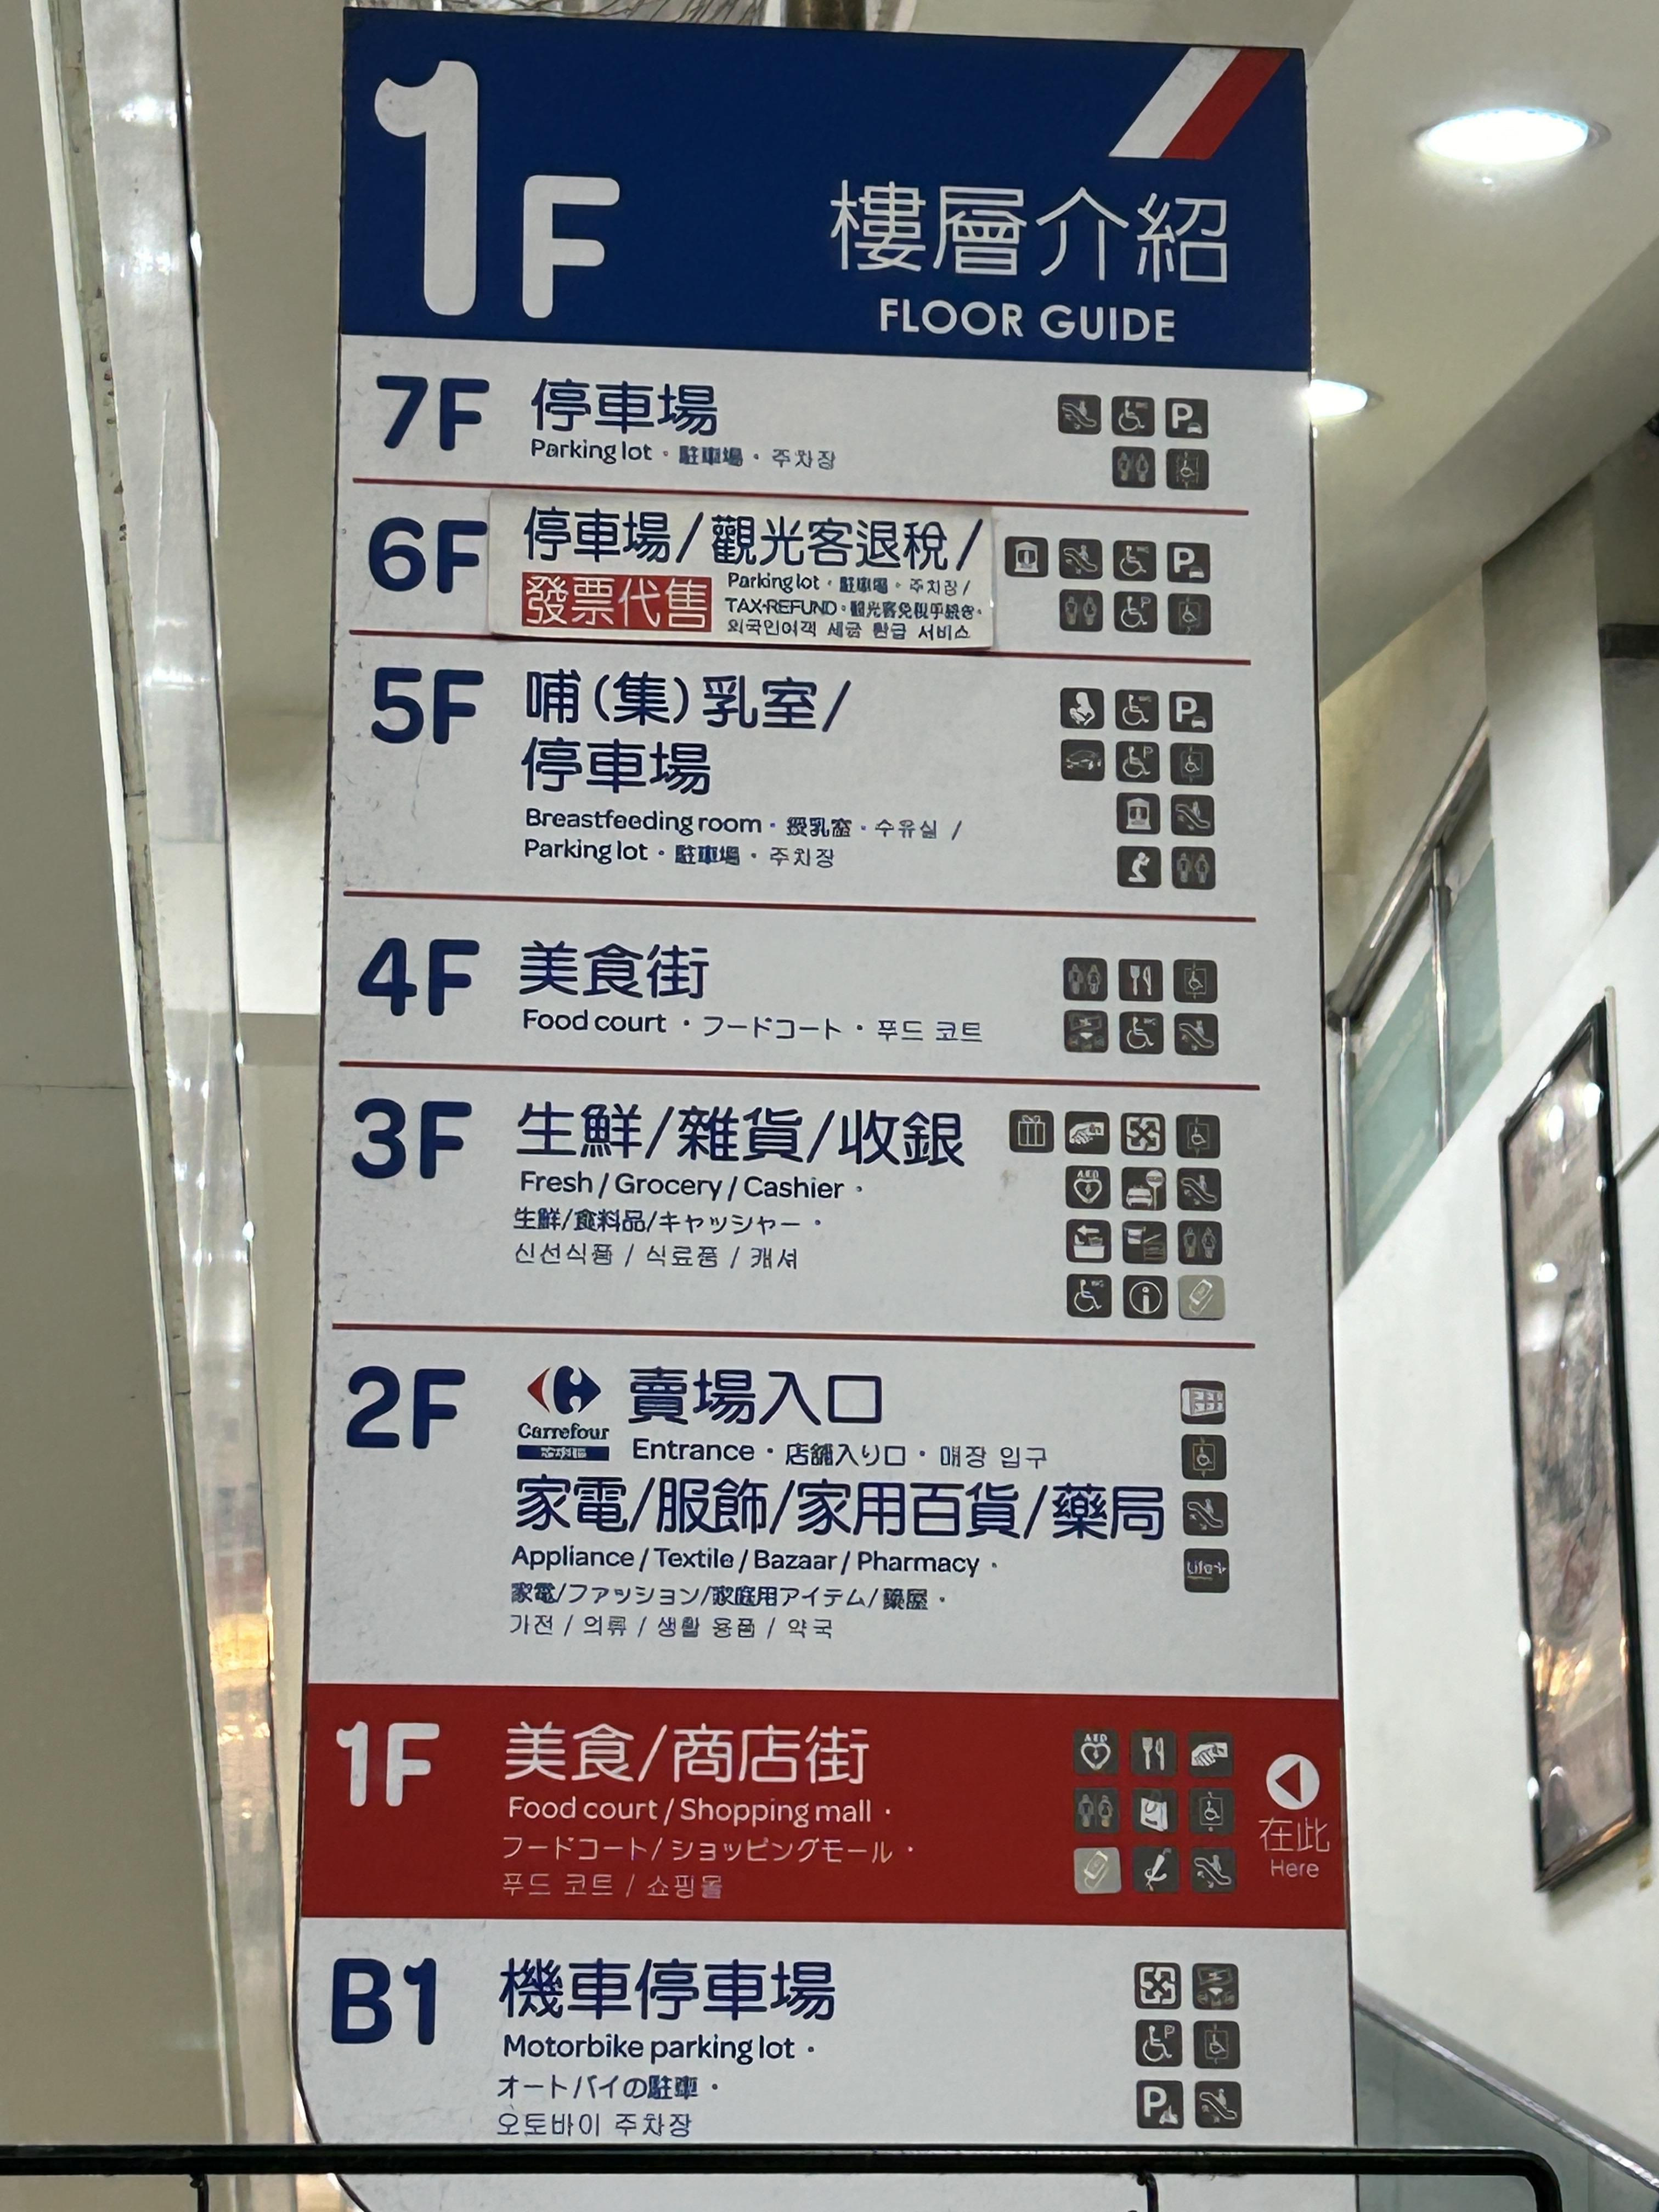 1F
樓層介紹
FLOOR GUIDE
7F 停車場
Parking lot・駐車場・주차장
6F 停車場/觀光客退稅/
發票代售
Parking lot・駐車場・주차장/
TAX-REFUND・観光客免税手続き・
외국인여객 세금 환급 서비스
5F 哺(集)乳室/
停車場
Breastfeeding room・授乳室・수유실 /
Parking lot・駐車場・주차장
4F 美食街
Food court・フードコート・푸드 코트
3F 生鮮/雜貨/收銀
Fresh / Grocery / Cashier・
生鮮/食料品/キャッシャー・
신선식품 / 식료품 / 캐셔
AED
2F Carrefour 賣場入口
Entrance・店舗入り口・매장 입구
家電/服飾/家用百貨/藥局
Appliance / Textile / Bazaar / Pharmacy・
家電/ファッション/家庭用アイテム/薬屋・
가전 / 의류 / 생활 용품 / 약국
Life+
1F 美食/商店街
Food court / Shopping mall・
フードコート/ショッピングモール・
푸드 코트 / 쇼핑몰
AED
在此
Here
B1 機車停車場
Motorbike parking lot・
オートバイの駐車・
오토바이 주차장